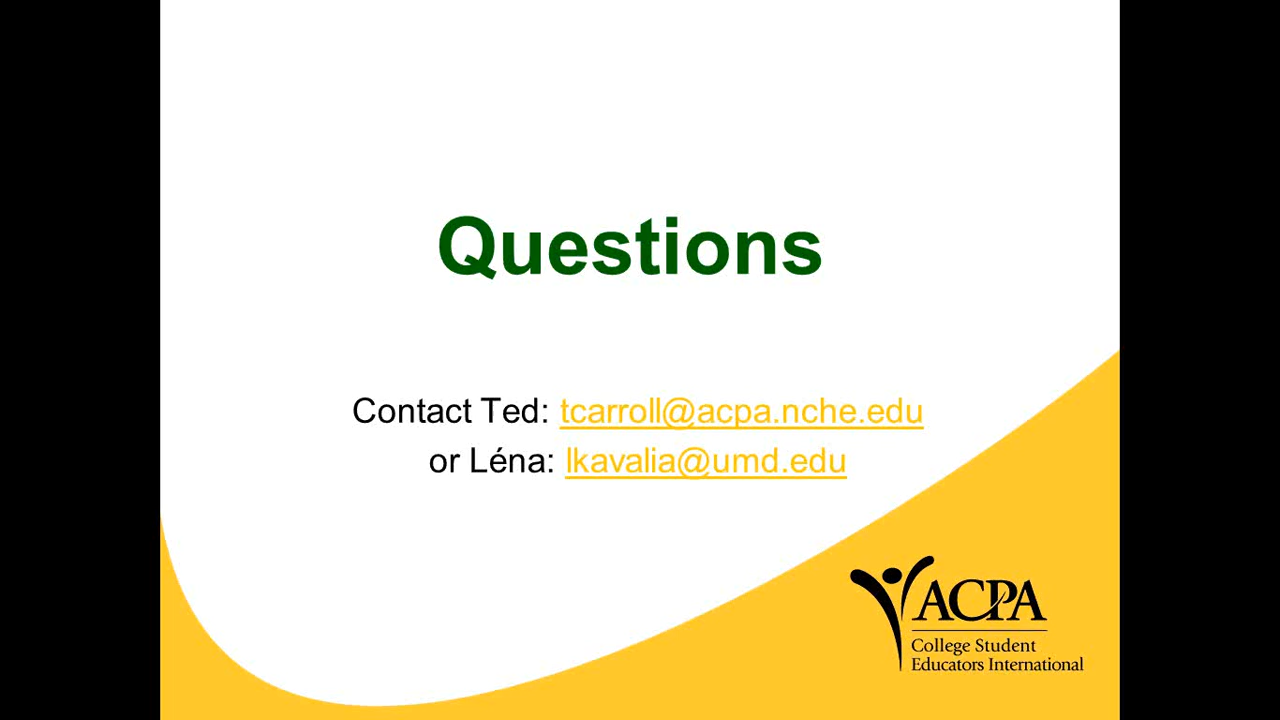 Questions
Contact Ted: tcarroll@acpa.nche.edu
or Léna: lkavalia@umd.edu
ACPA
College Student
Educators International